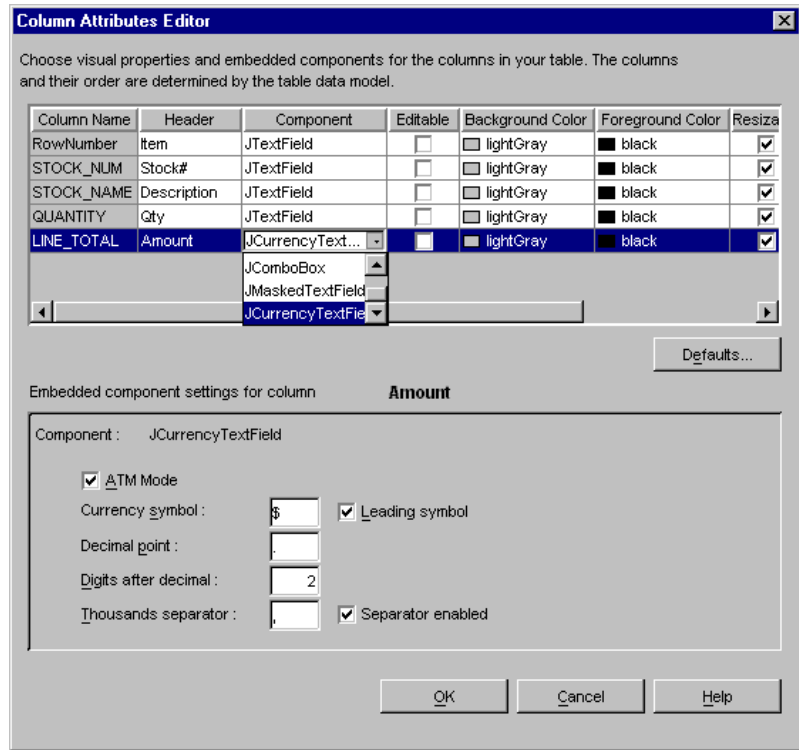 Column Attributes Editor
Choose visual properties and embedded components for the columns in your table. The columns
and their order are determined by the table data model.
Column Name Header Component Editable Background Color Foreground Color Resiza
RowNumber Item JTextField lightGray black
STOCK_NUM Stock# JTextField lightGray black
STOCK_NAME Description JTextField lightGray black
QUANTITY Qty JTextField lightGray black
LINE_TOTAL Amount JCurrencyText... lightGray black
JComboBox
JMaskedTextField
JCurrencyTextFie
Defaults...
Embedded component settings for column Amount
Component : JCurrencyTextField
ATM Mode
Currency symbol : $ Leading symbol
Decimal point : .
Digits after decimal : 2
Thousands separator : , Separator enabled
OK Cancel Help